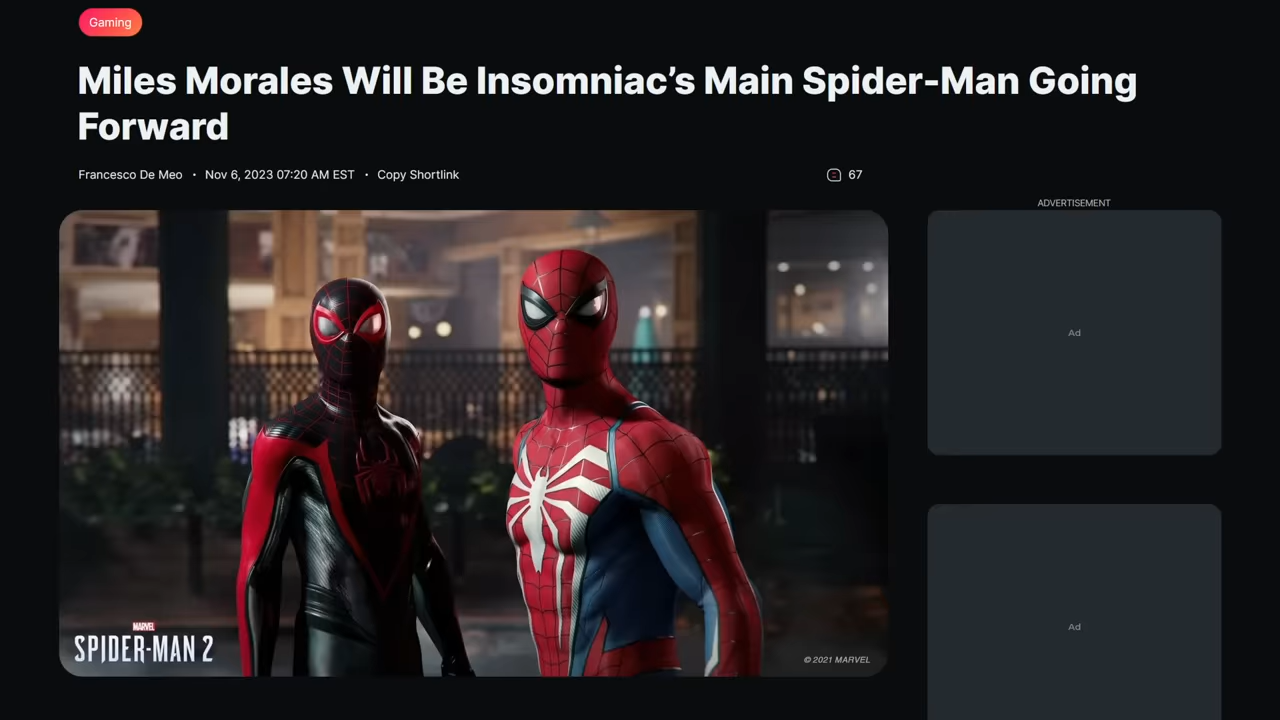 Gaming
Miles Morales Will Be Insomniac’s Main Spider-Man Going
Forward
Francesco De Meo • Nov 6, 2023 07:20 AM EST • Copy Shortlink
67
ADVERTISEMENT
Ad
MARVEL
SPIDER-MAN 2
© 2021 MARVEL
Ad